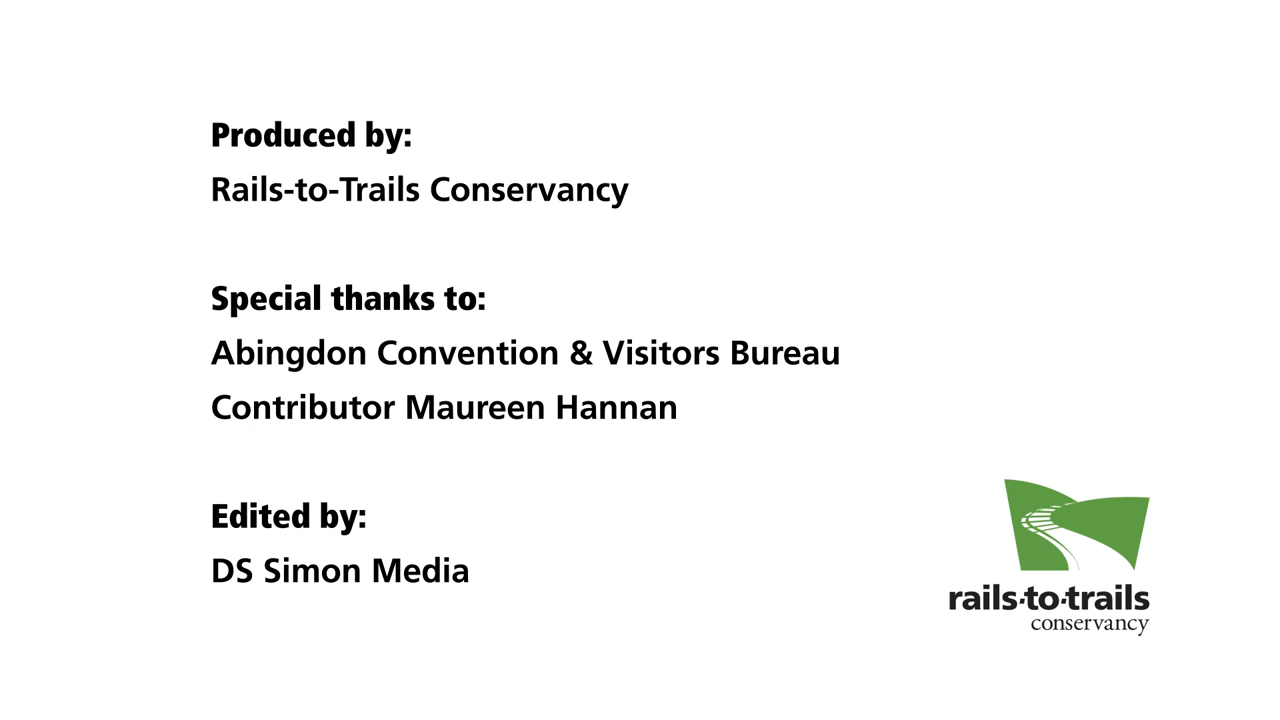 Produced by:
Rails-to-Trails Conservancy
Special thanks to:
Abingdon Convention & Visitors Bureau
Contributor Maureen Hannan
Edited by:
DS Simon Media
rails·to·trails
conservancy